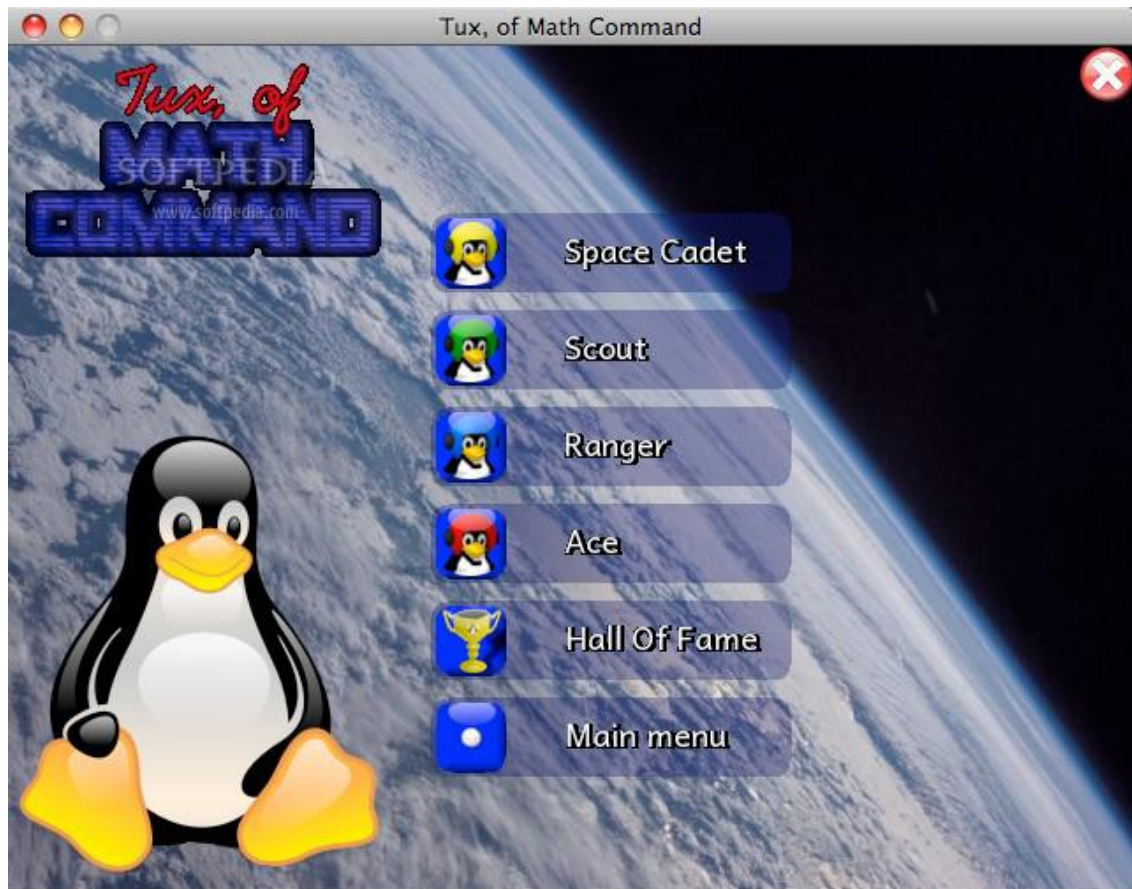 Tux, of Math Command
Tux, of
MATH
SOFTPEDIA
www.softpedia.com
COMMAND
Space Cadet
Scout
Ranger
Ace
Hall Of Fame
Main menu